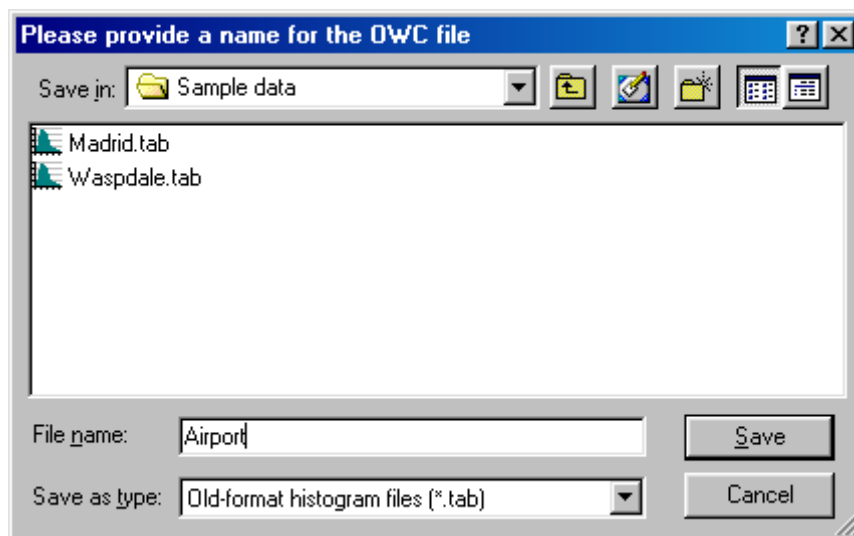 Please provide a name for the OWC file
Save in: Sample data
Madrid.tab
Waspdale.tab
File name: Airport Save
Save as type: Old-format histogram files (*.tab) Cancel